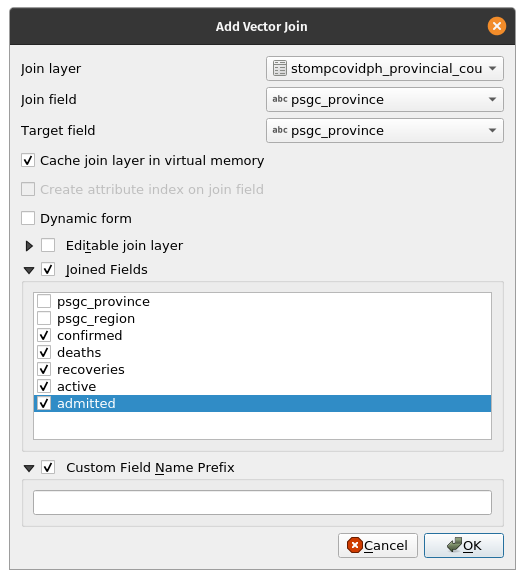 Add Vector Join
Join layer stompcovidph_provincial_cou
Join field abc psgc_province
Target field abc psgc_province
Cache join layer in virtual memory
Create attribute index on join field
Dynamic form
Editable join layer
Joined Fields
psgc_province
psgc_region
confirmed
deaths
recoveries
active
admitted
Custom Field Name Prefix
Cancel OK